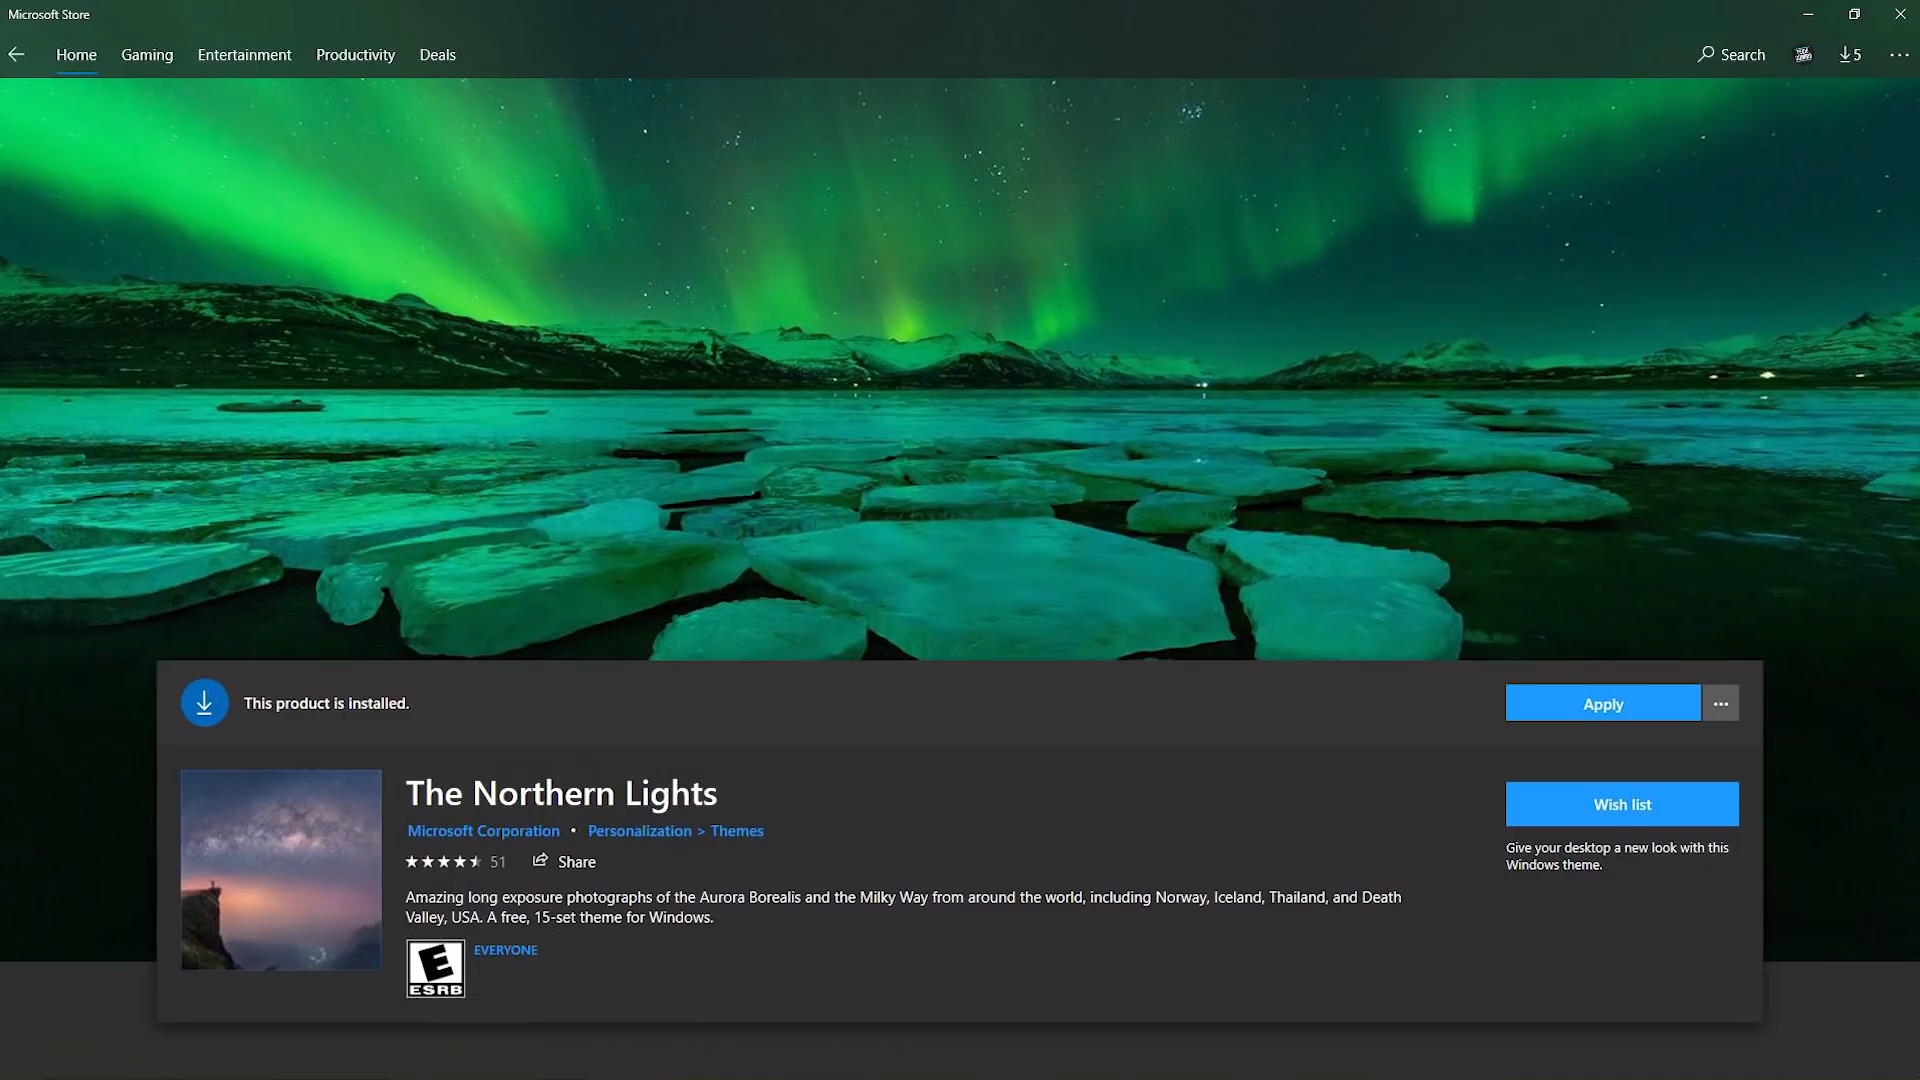 Microsoft Store
Home Gaming Entertainment Productivity Deals Search 5
This product is installed.
Apply
The Northern Lights
Wish list
Microsoft Corporation • Personalization > Themes
51 Share
Give your desktop a new look with this
Windows theme.
Amazing long exposure photographs of the Aurora Borealis and the Milky Way from around the world, including Norway, Iceland, Thailand, and Death
Valley, USA. A free, 15-set theme for Windows.
EVERYONE
E
ESRB